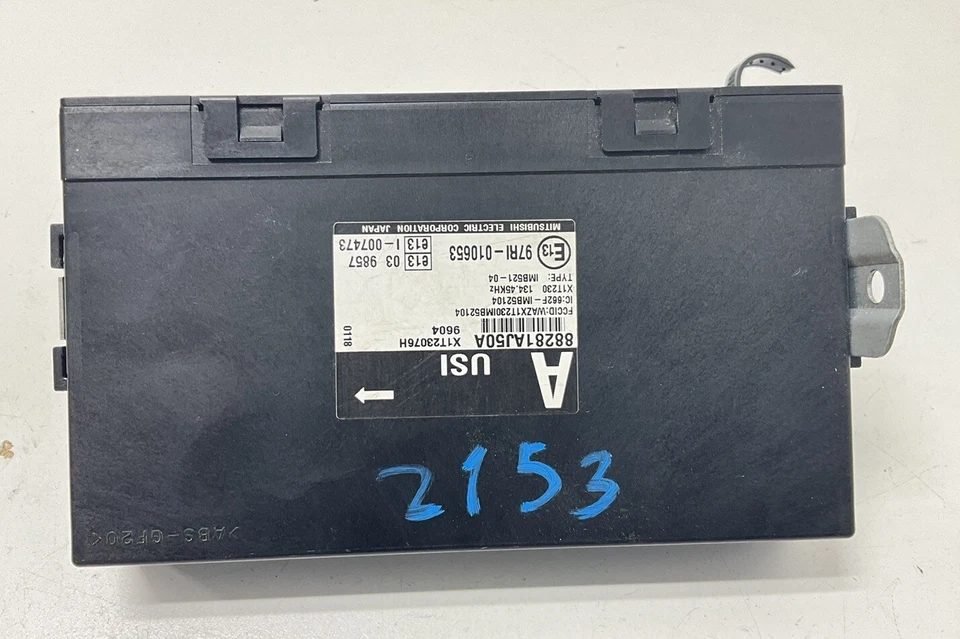 A
USI
88281AJ50A
X1T23076H
9604
0118
FCCID:WAZX1T230IMB52104
IC:662F-IMB52104
X1T230 134.45KHz
TYPE: IMB521-04
E13 97RI-010653
e13 03 9857
e13 I-007473
MITSUBISHI ELECTRIC CORPORATION JAPAN
2153
>ABS-GF20<